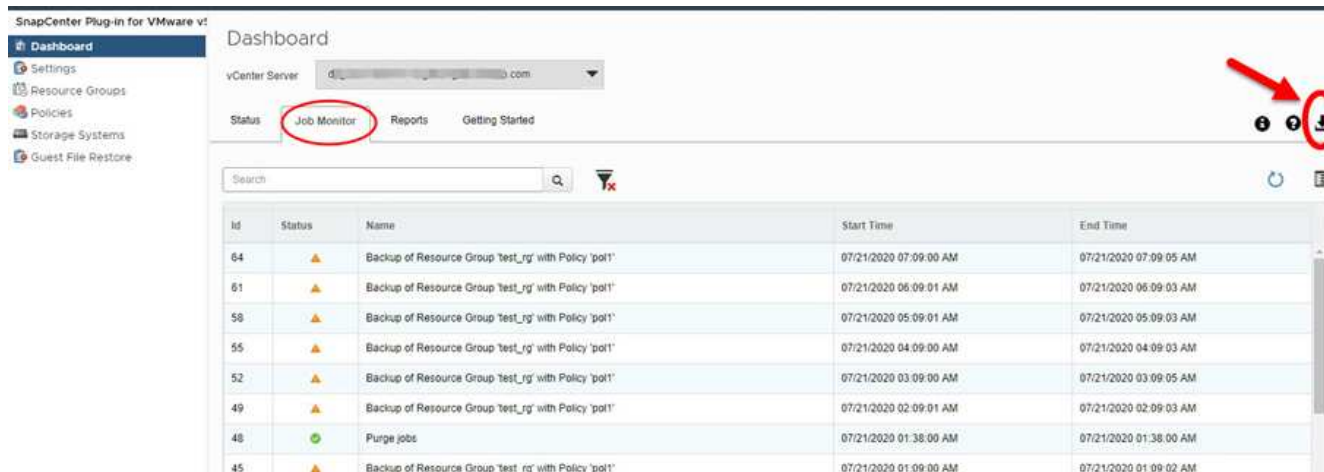 SnapCenter Plug-in for VMware vS
Dashboard
Settings
Resource Groups
Policies
Storage Systems
Guest File Restore
Dashboard
vCenter Server com
Status Job Monitor Reports Getting Started
Search
Id Status Name Start Time End Time
64 Backup of Resource Group 'test_rg' with Policy 'pol1' 07/21/2020 07:09:00 AM 07/21/2020 07:09:05 AM
61 Backup of Resource Group 'test_rg' with Policy 'pol1' 07/21/2020 06:09:01 AM 07/21/2020 06:09:03 AM
58 Backup of Resource Group 'test_rg' with Policy 'pol1' 07/21/2020 05:09:01 AM 07/21/2020 05:09:03 AM
55 Backup of Resource Group 'test_rg' with Policy 'pol1' 07/21/2020 04:09:00 AM 07/21/2020 04:09:03 AM
52 Backup of Resource Group 'test_rg' with Policy 'pol1' 07/21/2020 03:09:00 AM 07/21/2020 03:09:05 AM
49 Backup of Resource Group 'test_rg' with Policy 'pol1' 07/21/2020 02:09:01 AM 07/21/2020 02:09:03 AM
48 Purge jobs 07/21/2020 01:38:00 AM 07/21/2020 01:38:00 AM
45 Backup of Resource Group 'test_rg' with Policy 'pol1' 07/21/2020 01:09:00 AM 07/21/2020 01:09:02 AM